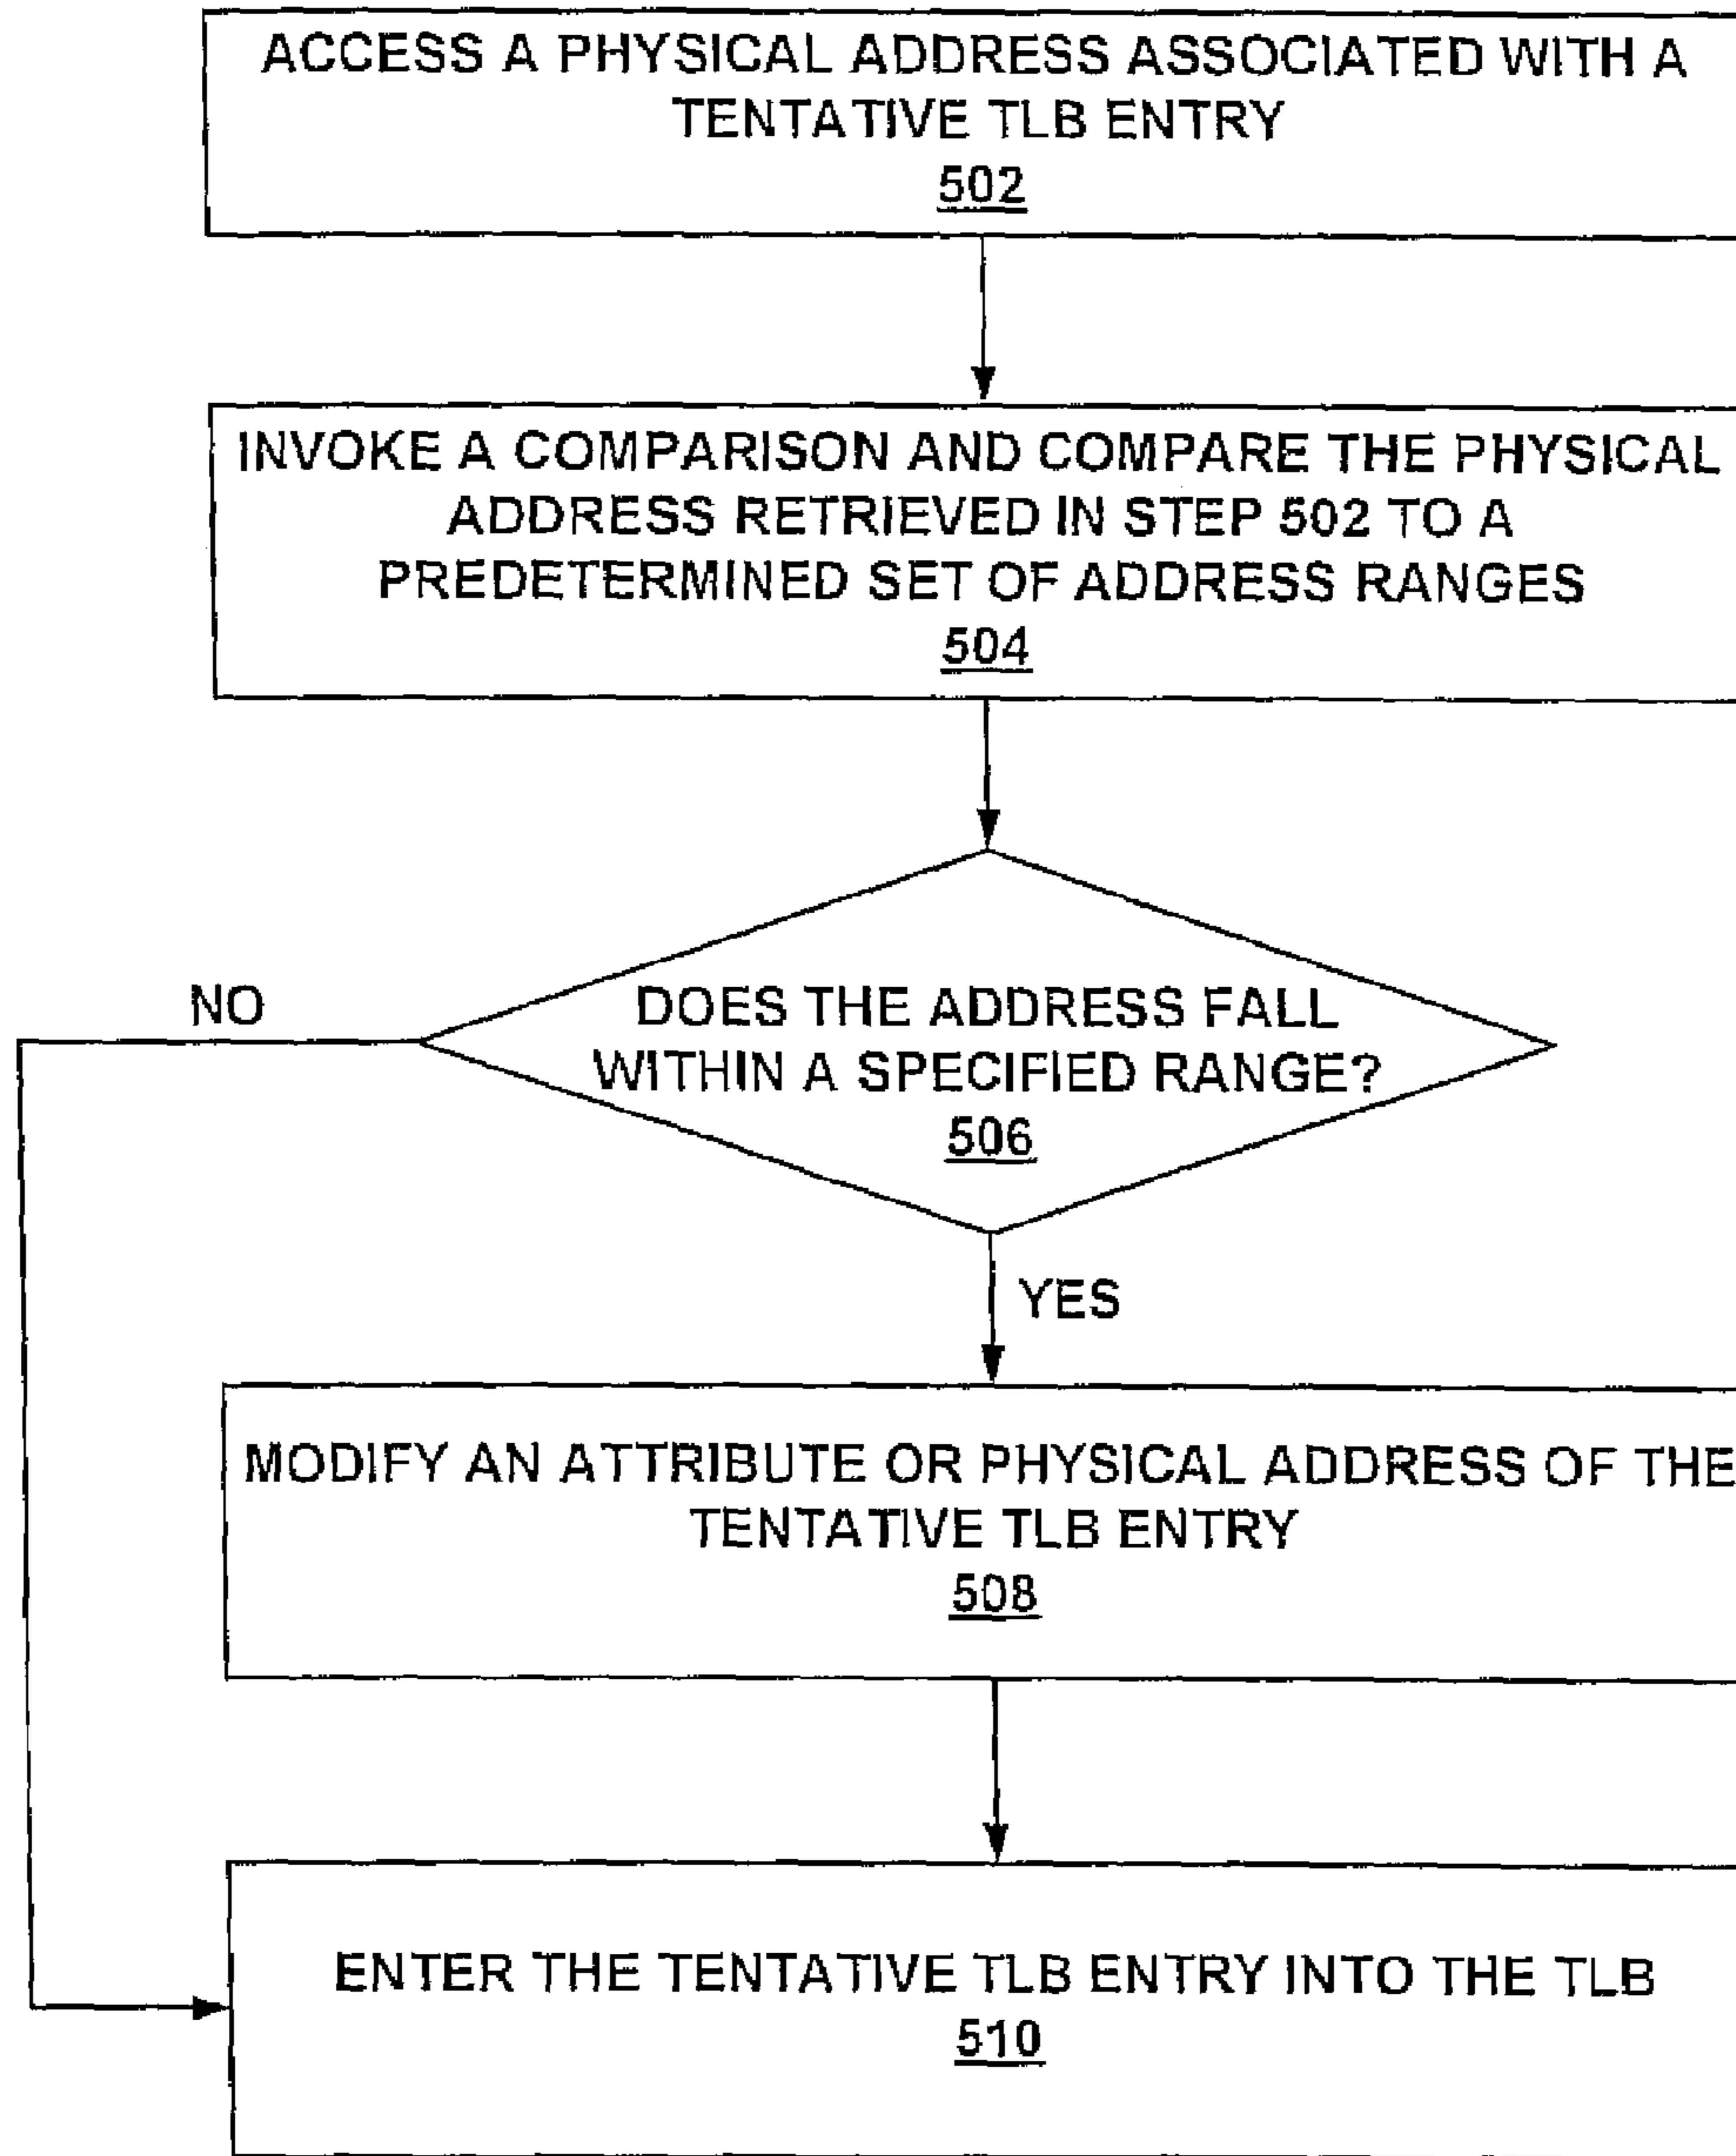 ACCESS A PHYSICAL ADDRESS ASSOCIATED WITH A
TENTATIVE TLB ENTRY
502
INVOKE A COMPARISON AND COMPARE THE PHYSICAL
ADDRESS RETRIEVED IN STEP 502 TO A
PREDETERMINED SET OF ADDRESS RANGES
504
NO
DOES THE ADDRESS FALL
WITHIN A SPECIFIED RANGE?
506
YES
MODIFY AN ATTRIBUTE OR PHYSICAL ADDRESS OF THE
TENTATIVE TLB ENTRY
508
ENTER THE TENTATIVE TLB ENTRY INTO THE TLB
510